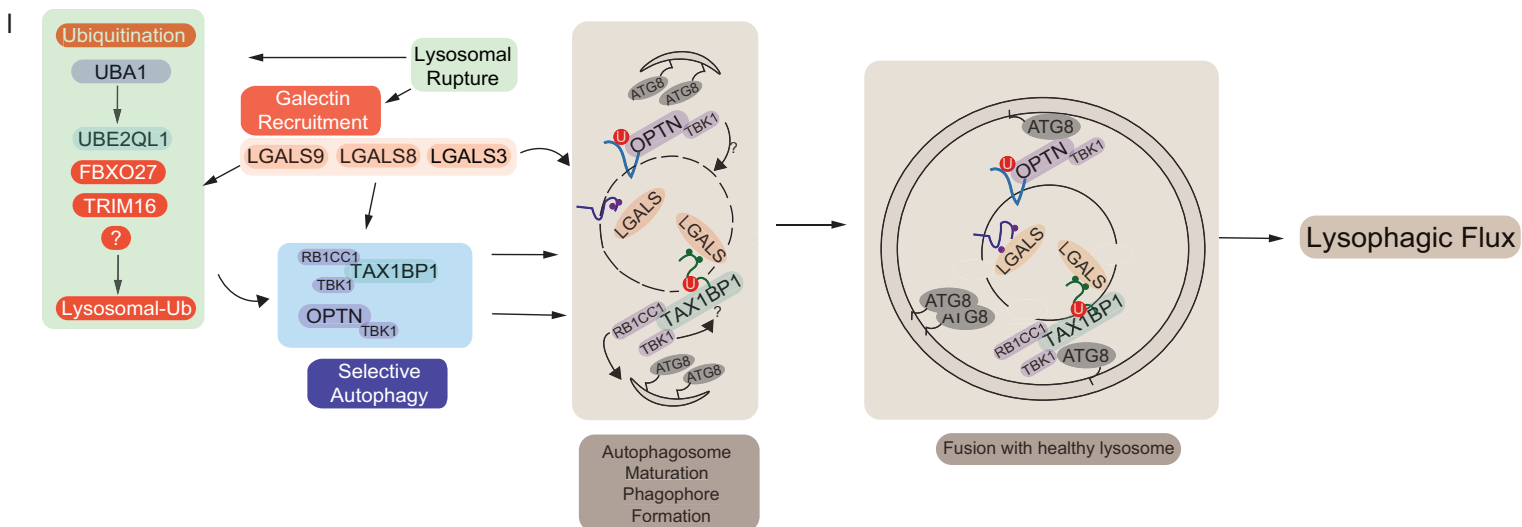 I
Ubiquitination
UBA1
UBE2QL1
FBXO27
TRIM16
?
Lysosomal-Ub
Lysosomal
Rupture
Galectin
Recruitment
LGALS9 LGALS8 LGALS3
RB1CC1
TAX1BP1
TBK1
OPTN
TBK1
Selective
Autophagy
ATG8
ATG8
U
OPTN
TBK1
?
LGALS
LGALS
U
TAX1BP1
RB1CC1
TBK1
?
ATG8
ATG8
Autophagosome
Maturation
Phagophore
Formation
ATG8
U
OPTN
TBK1
LGALS
LGALS
ATG8
ATG8
U
TAX1BP1
RB1CC1
TBK1
ATG8
Fusion with healthy lysosome
Lysophagic Flux